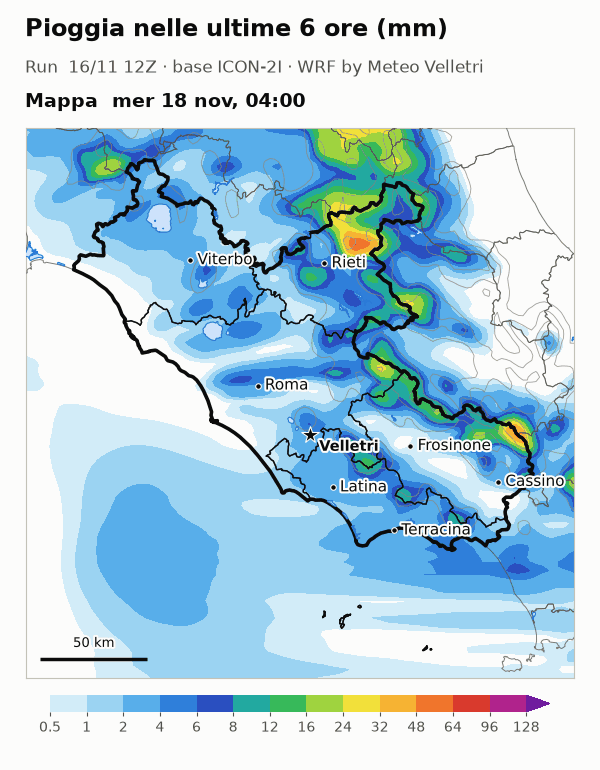 Pioggia nelle ultime 6 ore (mm)
Run  16/11 12Z · base ICON-2I · WRF by Meteo Velletri
Mappa  mer 18 nov, 04:00
Viterbo
Rieti
Roma
Velletri
Frosinone
Cassino
Latina
Terracina
50 km
0.5 1 2 4 6 8 12 16 24 32 48 64 96 128